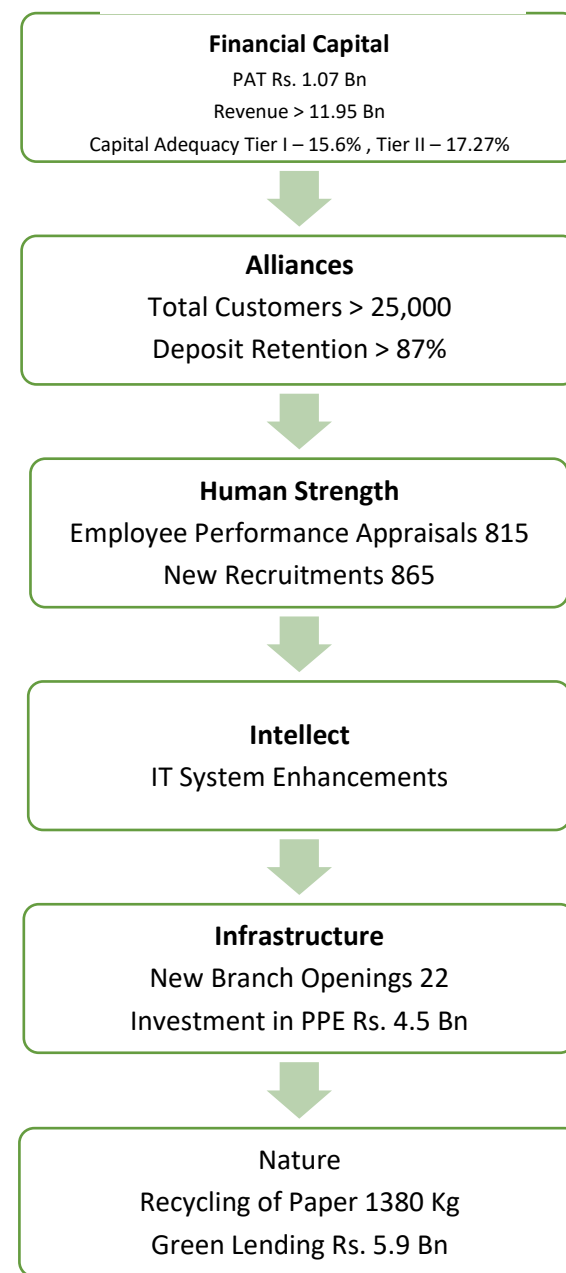 Financial Capital
PAT Rs. 1.07 Bn
Revenue > 11.95 Bn
Capital Adequacy Tier I – 15.6% , Tier II – 17.27%
Alliances
Total Customers > 25,000
Deposit Retention > 87%
Human Strength
Employee Performance Appraisals 815
New Recruitments 865
Intellect
IT System Enhancements
Infrastructure
New Branch Openings 22
Investment in PPE Rs. 4.5 Bn
Nature
Recycling of Paper 1380 Kg
Green Lending Rs. 5.9 Bn